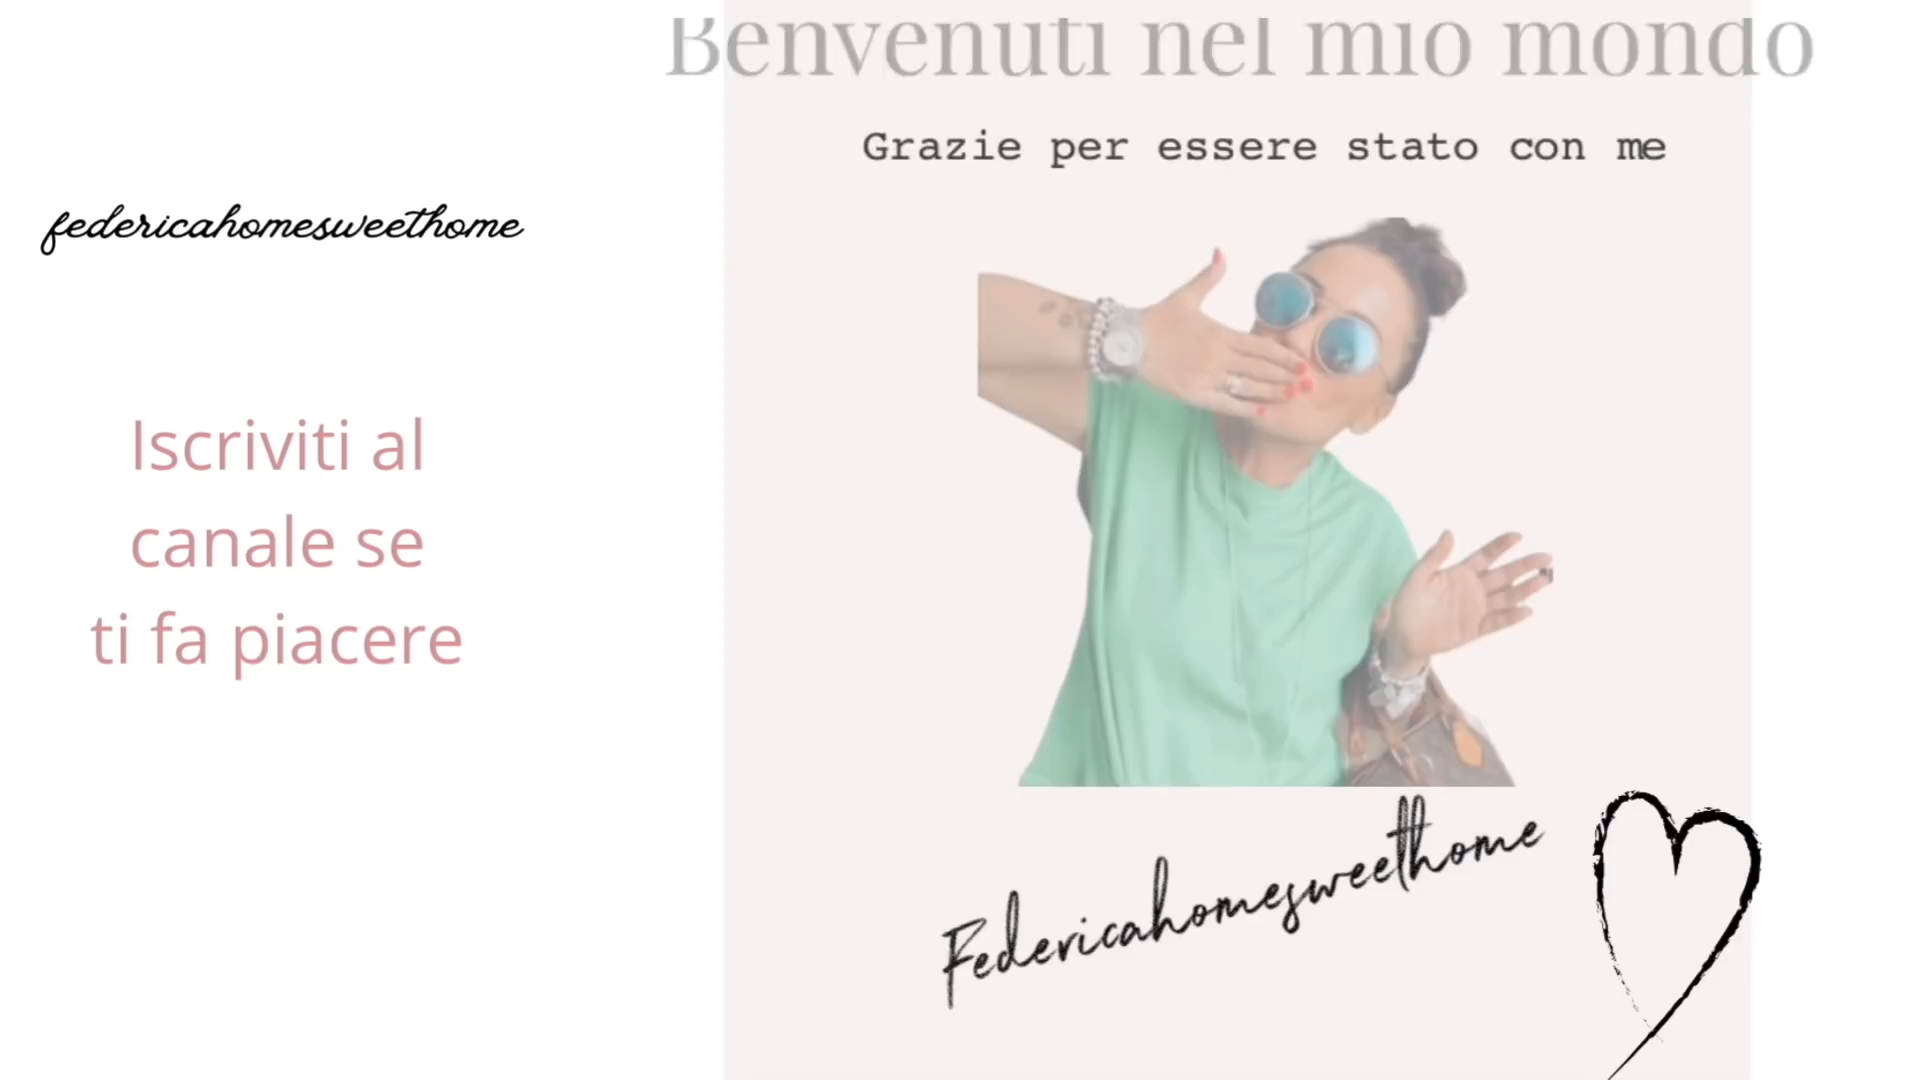 Benvenuti nel mio mondo
Grazie per essere stato con me
federicahomesweethome
Iscriviti al
canale se
ti fa piacere
Federicahomesweethome